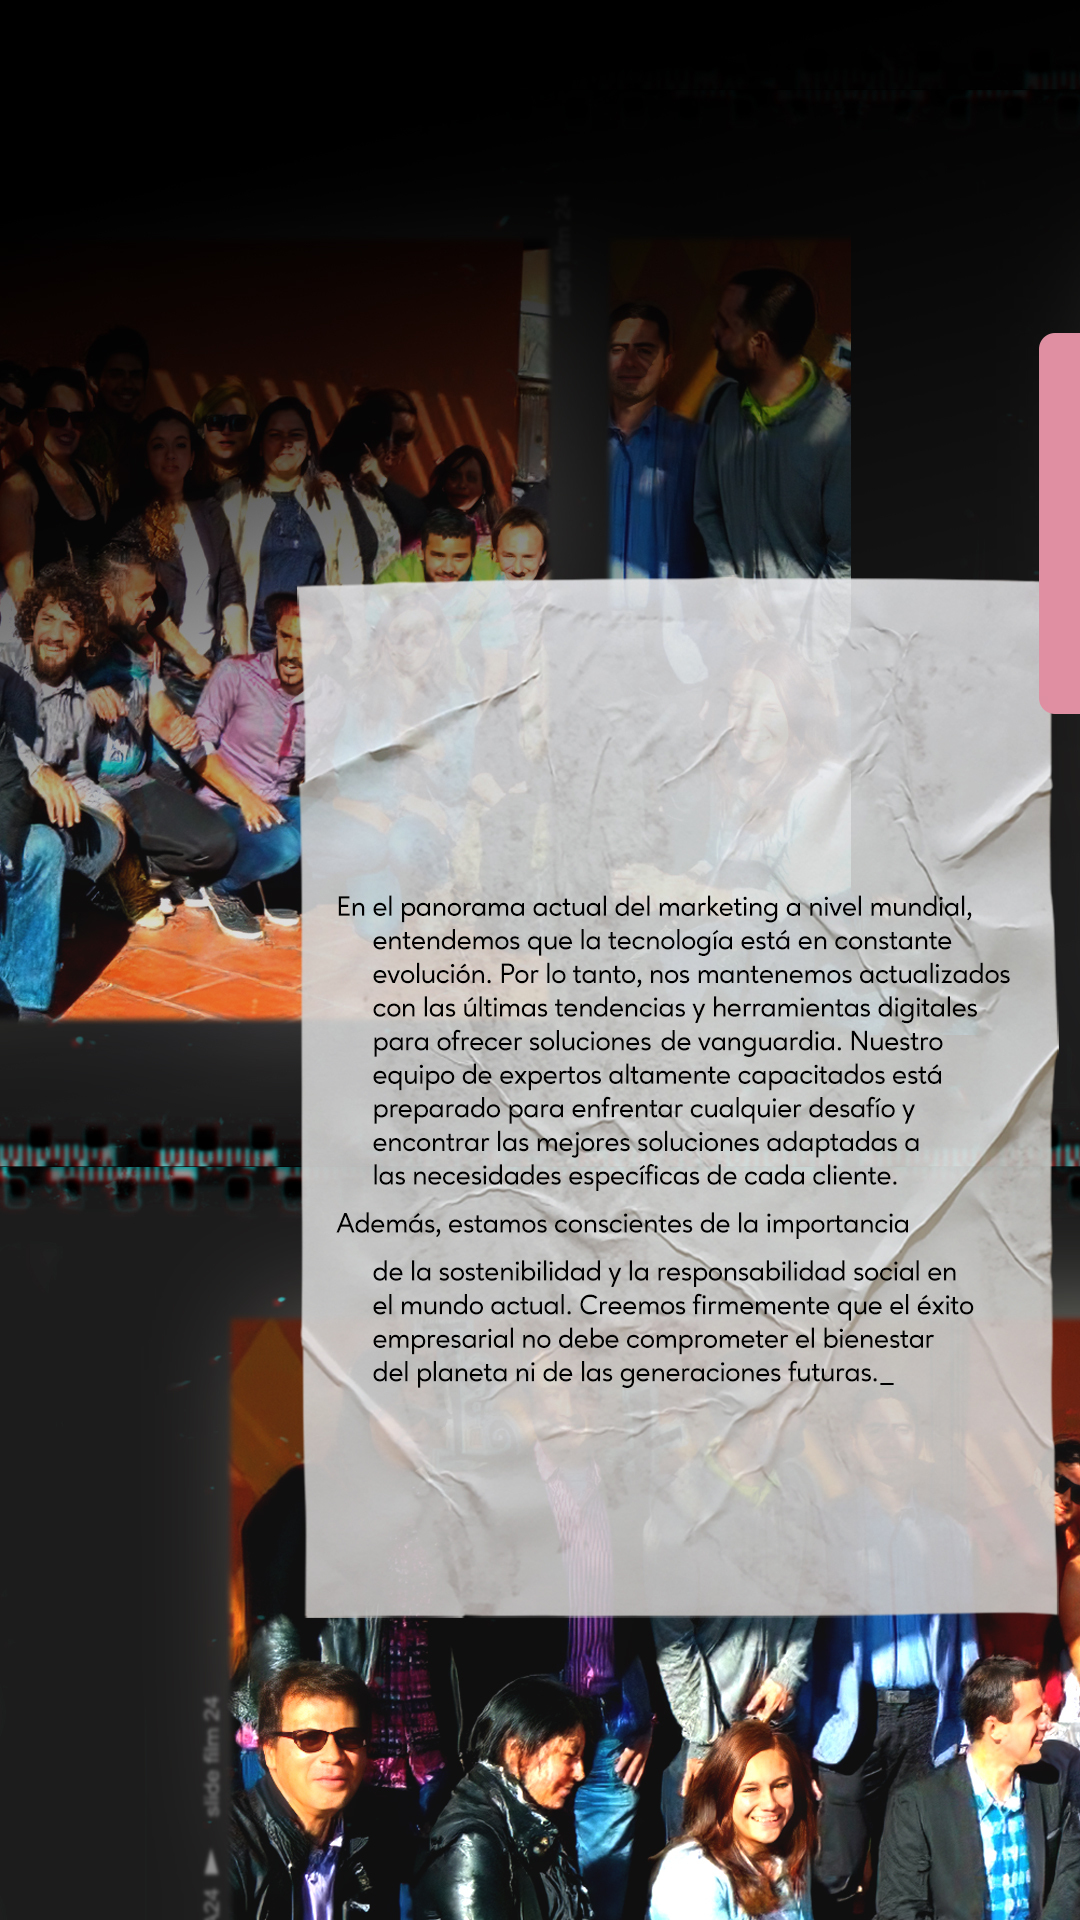 slide film 24
En el panorama actual del marketing a nivel mundial,
entendemos que la tecnología está en constante
evolución. Por lo tanto, nos mantenemos actualizados
con las últimas tendencias y herramientas digitales
para ofrecer soluciones de vanguardia. Nuestro
equipo de expertos altamente capacitados está
preparado para enfrentar cualquier desafío y
encontrar las mejores soluciones adaptadas a
las necesidades específicas de cada cliente.
Además, estamos conscientes de la importancia
de la sostenibilidad y la responsabilidad social en
el mundo actual. Creemos firmemente que el éxito
empresarial no debe comprometer el bienestar
del planeta ni de las generaciones futuras._
slide film 24